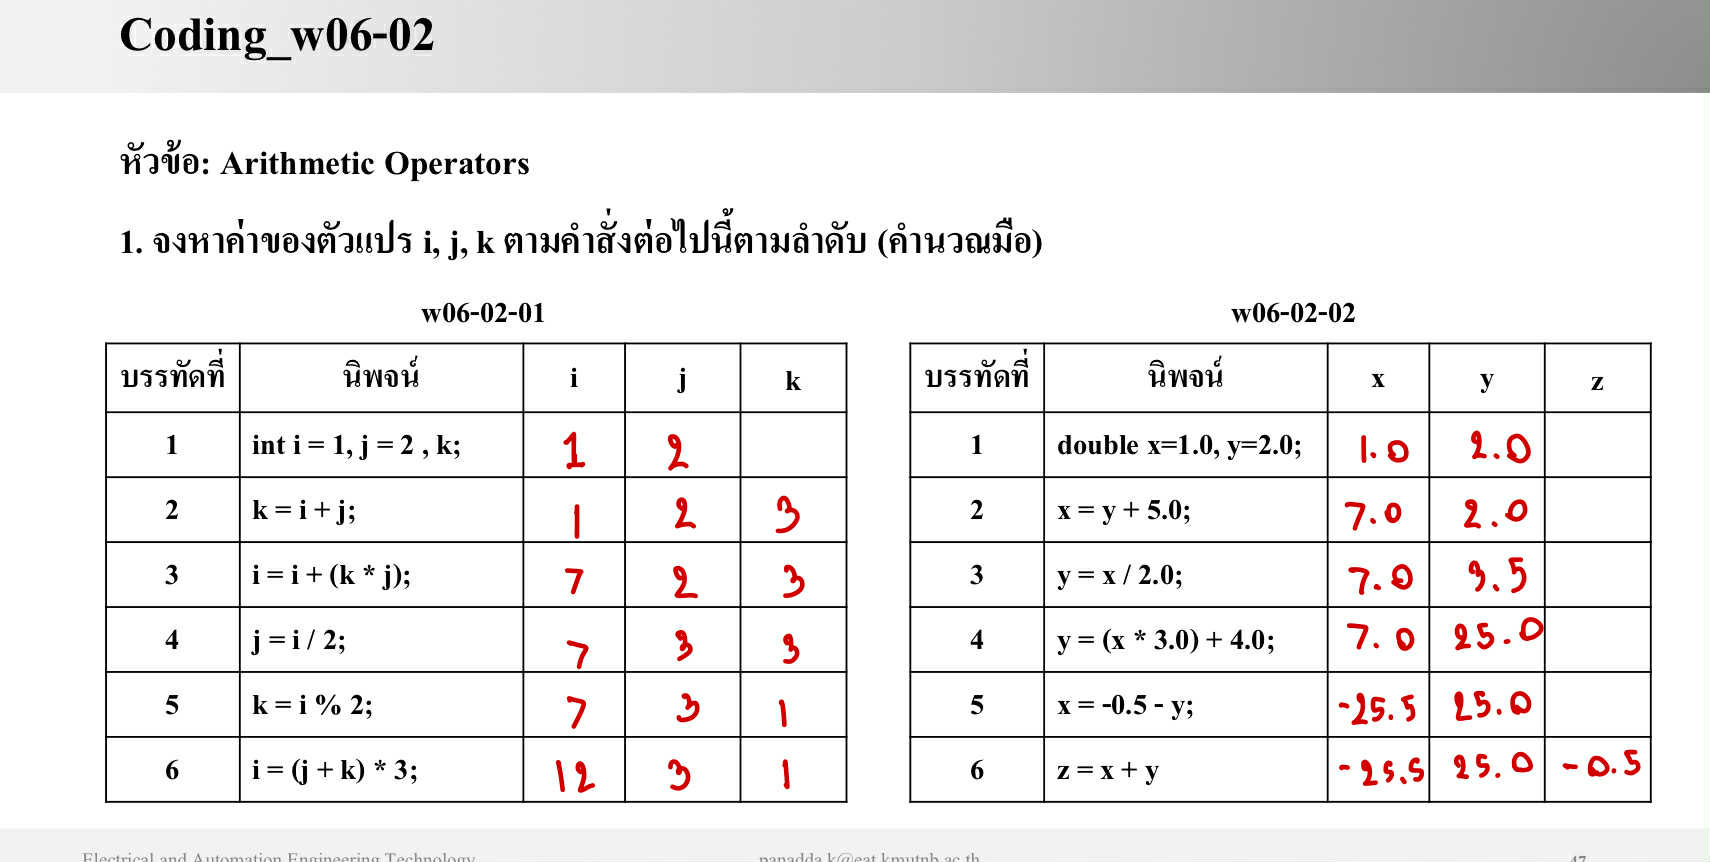 Coding_w06-02
หัวข้อ: Arithmetic Operators
1. จงหาค่าของตัวแปร i, j, k ตามคำสั่งต่อไปนี้ตามลำดับ (คำนวณมือ)
w06-02-01
บรรทัดที่ นิพจน์ i j k
1 int i = 1, j = 2 , k; 1 2
2 k = i + j; 1 2 3
3 i = i + (k * j); 7 2 3
4 j = i / 2; 7 3 3
5 k = i % 2; 7 3 1
6 i = (j + k) * 3; 12 3 1
w06-02-02
บรรทัดที่ นิพจน์ x y z
1 double x=1.0, y=2.0; 1.0 2.0
2 x = y + 5.0; 7.0 2.0
3 y = x / 2.0; 7.0 3.5
4 y = (x * 3.0) + 4.0; 7.0 25.0
5 x = -0.5 - y; -25.5 25.0
6 z = x + y -25.5 25.0 -0.5
Electrical and Automation Engineering Technology panadda.k@eat.kmutnb.ac.th 47